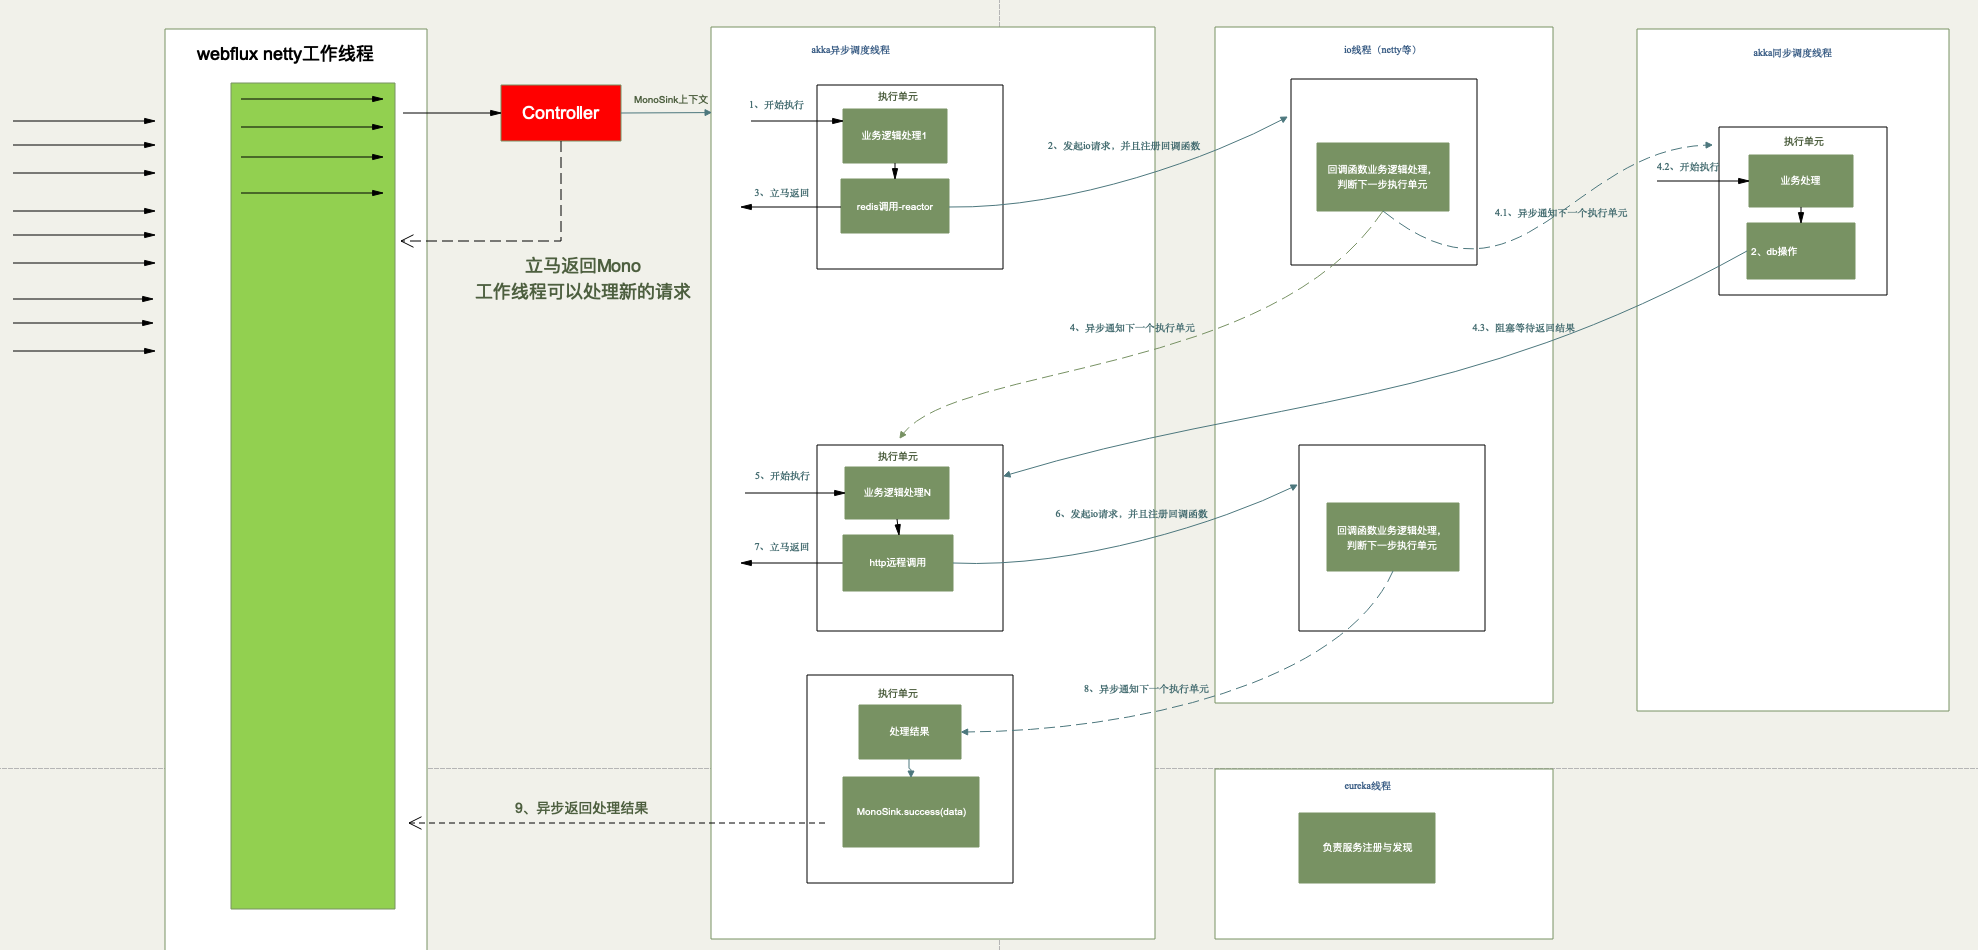 webflux netty工作线程
Controller
MonoSink上下文
立马返回Mono
工作线程可以处理新的请求
akka异步调度线程
执行单元
1、开始执行
业务逻辑处理1
3、立马返回
redis调用-reactor
2、发起io请求，并且注册回调函数
io线程（netty等）
回调函数业务逻辑处理，
判断下一步执行单元
4.1、异步通知下一个执行单元
akka同步调度线程
执行单元
4.2、开始执行
业务处理
2、db操作
4、异步通知下一个执行单元
4.3、阻塞等待返回结果
执行单元
5、开始执行
业务逻辑处理N
7、立马返回
http远程调用
6、发起io请求，并且注册回调函数
回调函数业务逻辑处理，
判断下一步执行单元
8、异步通知下一个执行单元
执行单元
处理结果
MonoSink.success(data)
9、异步返回处理结果
eureka线程
负责服务注册与发现